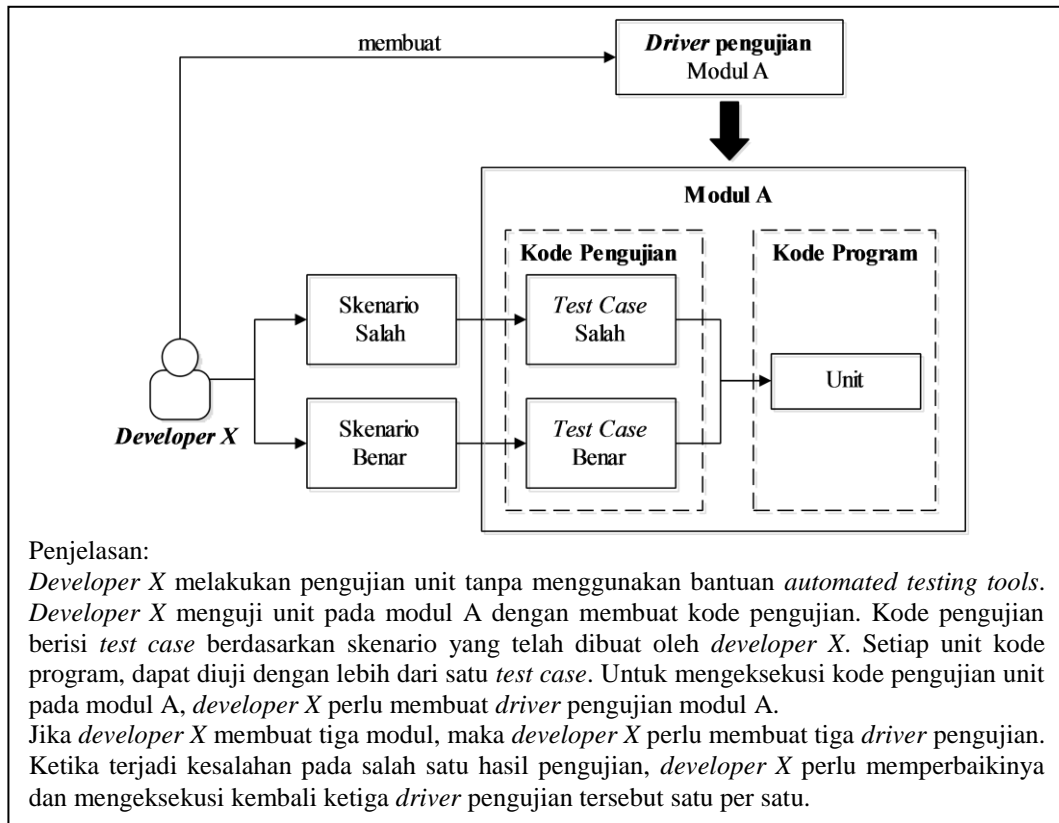 membuat
Driver pengujian
Modul A
Modul A
Kode Pengujian
Kode Program
Skenario
Salah
Test Case
Salah
Unit
Developer X
Skenario
Benar
Test Case
Benar
Penjelasan:
Developer X melakukan pengujian unit tanpa menggunakan bantuan automated testing tools.
Developer X menguji unit pada modul A dengan membuat kode pengujian. Kode pengujian
berisi test case berdasarkan skenario yang telah dibuat oleh developer X. Setiap unit kode
program, dapat diuji dengan lebih dari satu test case. Untuk mengeksekusi kode pengujian unit
pada modul A, developer X perlu membuat driver pengujian modul A.
Jika developer X membuat tiga modul, maka developer X perlu membuat tiga driver pengujian.
Ketika terjadi kesalahan pada salah satu hasil pengujian, developer X perlu memperbaikinya
dan mengeksekusi kembali ketiga driver pengujian tersebut satu per satu.